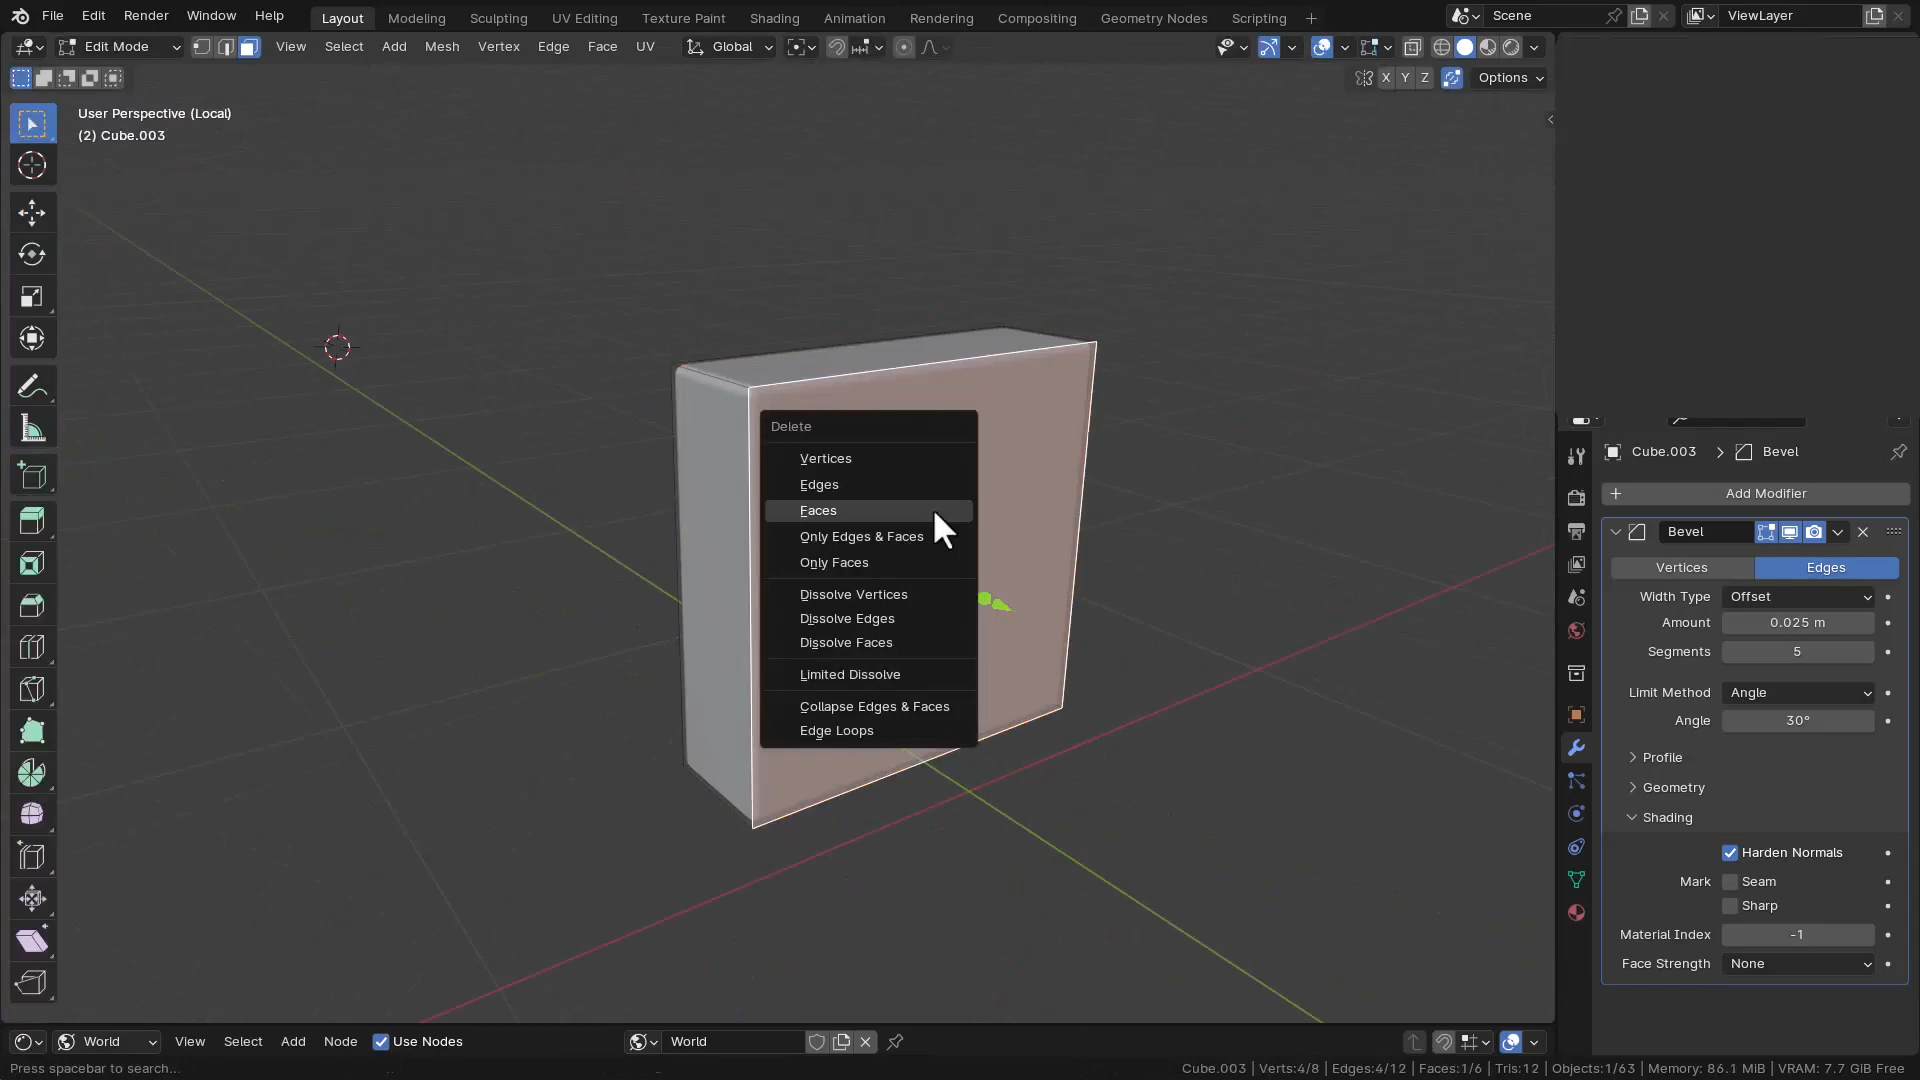 File Edit Render Window Help Layout Modeling Sculpting UV Editing Texture Paint Shading Animation Rendering Compositing Geometry Nodes Scripting + Scene ViewLayer
Edit Mode View Select Add Mesh Vertex Edge Face UV Global
X Y Z Options
User Perspective (Local)
(2) Cube.003
Delete
Vertices
Edges
Faces
Only Edges & Faces
Only Faces
Dissolve Vertices
Dissolve Edges
Dissolve Faces
Limited Dissolve
Collapse Edges & Faces
Edge Loops
Cube.003 > Bevel
+ Add Modifier
Bevel
Vertices Edges
Width Type Offset
Amount 0.025 m
Segments 5
Limit Method Angle
Angle 30°
Profile
Geometry
Shading
Harden Normals
Mark Seam
Sharp
Material Index -1
Face Strength None
World View Select Add Node Use Nodes World
Press spacebar to search...
Cube.003 | Verts:4/8 | Edges:4/12 | Faces:1/6 | Tris:12 | Objects:1/63 | Memory: 86.1 MiB | VRAM: 7.7 GiB Free